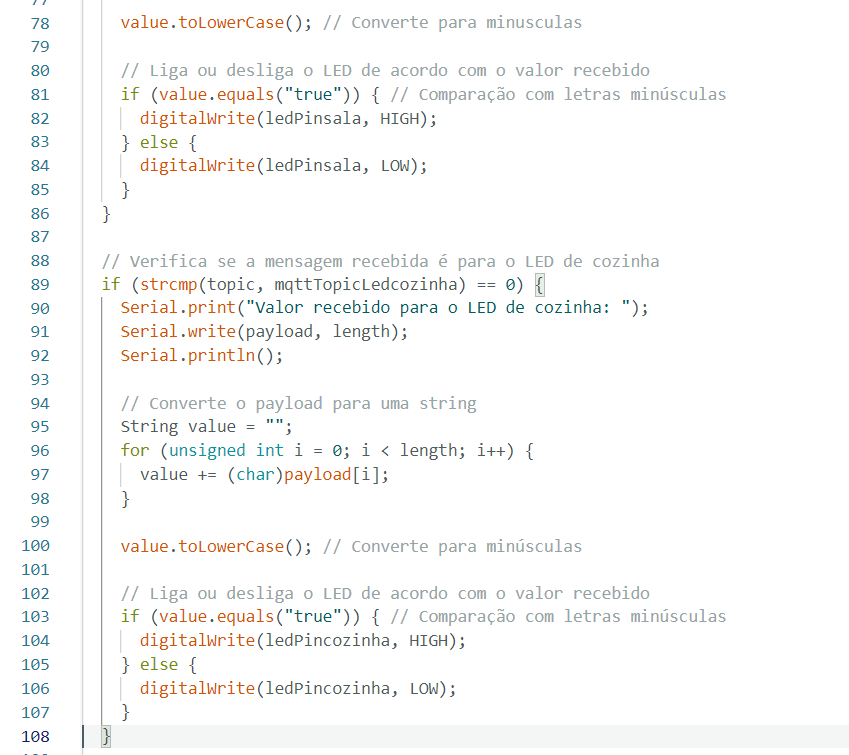 78 value.toLowerCase(); // Converte para minusculas
79
80 // Liga ou desliga o LED de acordo com o valor recebido
81 if (value.equals("true")) { // Comparação com letras minúsculas
82 digitalWrite(ledPinsala, HIGH);
83 } else {
84 digitalWrite(ledPinsala, LOW);
85 }
86 }
87
88 // Verifica se a mensagem recebida é para o LED de cozinha
89 if (strcmp(topic, mqttTopicLedcozinha) == 0) {
90 Serial.print("Valor recebido para o LED de cozinha: ");
91 Serial.write(payload, length);
92 Serial.println();
93
94 // Converte o payload para uma string
95 String value = "";
96 for (unsigned int i = 0; i < length; i++) {
97 value += (char)payload[i];
98 }
99
100 value.toLowerCase(); // Converte para minúsculas
101
102 // Liga ou desliga o LED de acordo com o valor recebido
103 if (value.equals("true")) { // Comparação com letras minúsculas
104 digitalWrite(ledPincozinha, HIGH);
105 } else {
106 digitalWrite(ledPincozinha, LOW);
107 }
108 }